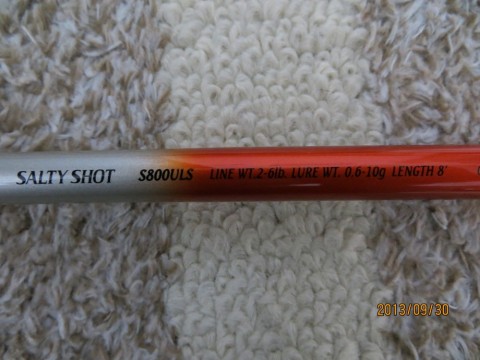 SALTY SHOT S800ULS LINE WT. 2-6lb. LURE WT. 0.6-10g LENGTH 8'
2013/09/30